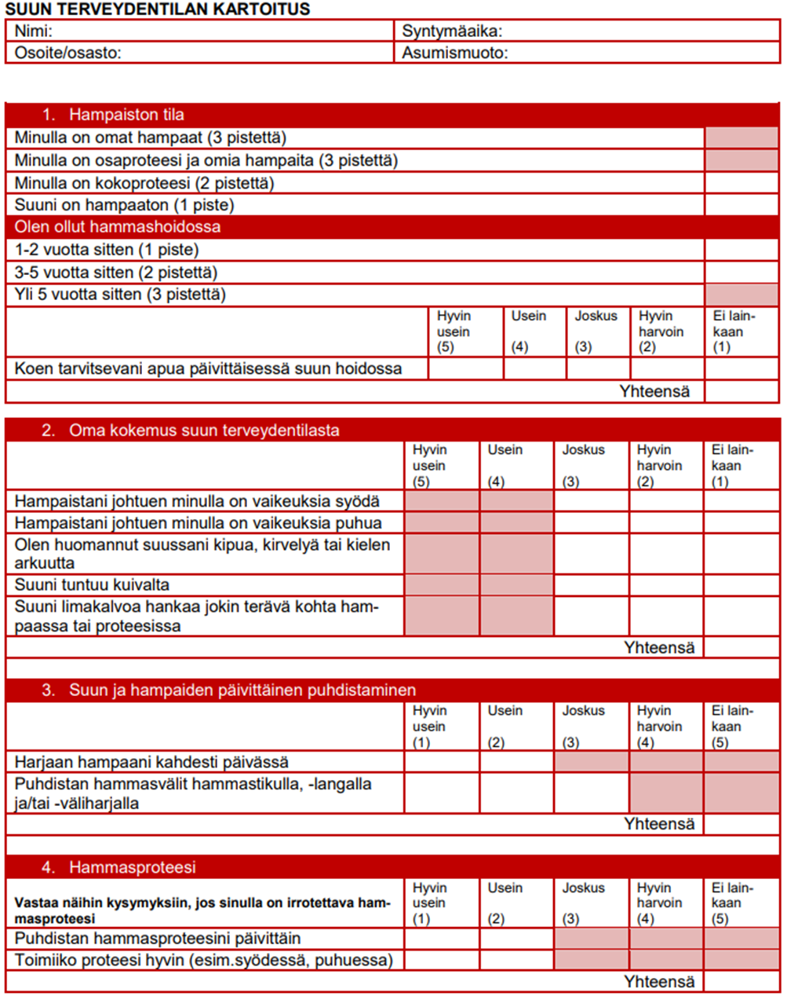 SUUN TERVEYDENTILAN KARTOITUS
Nimi: Syntymäaika:
Osoite/osasto: Asumismuoto:
1. Hampaiston tila
Minulla on omat hampaat (3 pistettä)
Minulla on osaproteesi ja omia hampaita (3 pistettä)
Minulla on kokoproteesi (2 pistettä)
Suuni on hampaaton (1 piste)
Olen ollut hammashoidossa
1-2 vuotta sitten (1 piste)
3-5 vuotta sitten (2 pistettä)
Yli 5 vuotta sitten (3 pistettä)
Hyvin Usein Joskus Hyvin Ei lain-
usein harvoin kaan
(5) (4) (3) (2) (1)
Koen tarvitsevani apua päivittäisessä suun hoidossa
Yhteensä
2. Oma kokemus suun terveydentilasta
Hyvin Usein Joskus Hyvin Ei lain-
usein harvoin kaan
(5) (4) (3) (2) (1)
Hampaistani johtuen minulla on vaikeuksia syödä
Hampaistani johtuen minulla on vaikeuksia puhua
Olen huomannut suussani kipua, kirvelyä tai kielen
arkuutta
Suuni tuntuu kuivalta
Suuni limakalvoa hankaa jokin terävä kohta ham-
paassa tai proteesissa
Yhteensä
3. Suun ja hampaiden päivittäinen puhdistaminen
Hyvin Usein Joskus Hyvin Ei lain-
usein harvoin kaan
(1) (2) (3) (4) (5)
Harjaan hampaani kahdesti päivässä
Puhdistan hammasvälit hammastikulla, -langalla
ja/tai -väliharjalla
Yhteensä
4. Hammasproteesi
Hyvin Usein Joskus Hyvin Ei lain-
Vastaa näihin kysymyksiin, jos sinulla on irrotettava ham- usein harvoin kaan
masproteesi (1) (2) (3) (4) (5)
Puhdistan hammasproteesini päivittäin
Toimiiko proteesi hyvin (esim.syödessä, puhuessa)
Yhteensä